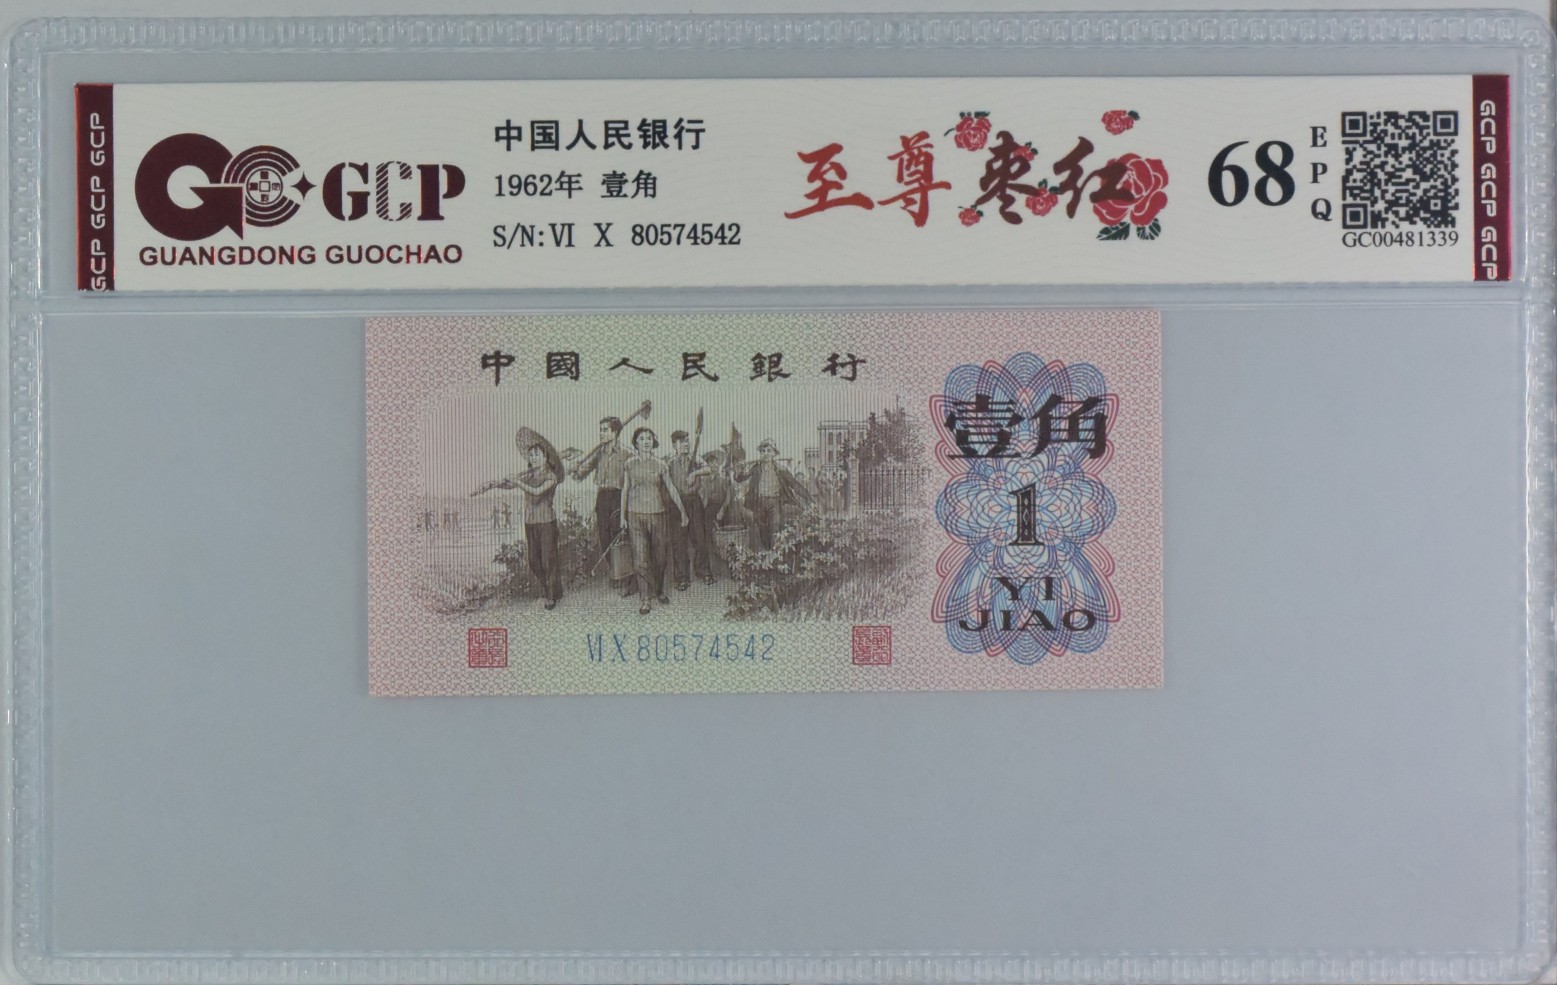 GCP GCP GCP
GCP
GUANGDONG GUOCHAO
中国人民银行
1962年 壹角
S/N: VI X 80574542
至尊枣红
68
EPQ
GC00481339
GCP GCP GCP
中國人民銀行
壹角
1
YI
JIAO
VI X 80574542